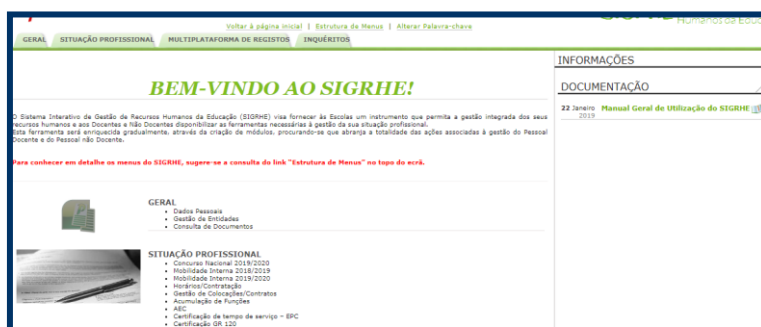 Voltar à página inicial | Estrutura de Menus | Alterar Palavra-chave
Humanos da Educ
GERAL SITUAÇÃO PROFISSIONAL MULTIPLATAFORMA DE REGISTOS INQUÉRITOS
BEM-VINDO AO SIGRHE!
O Sistema Interativo de Gestão de Recursos Humanos da Educação (SIGRHE) visa fornecer às Escolas um instrumento que permita a gestão integrada dos seus
recursos humanos e aos Docentes e Não Docentes disponibilizar as ferramentas necessárias à gestão da sua situação profissional.
Esta ferramenta será enriquecida gradualmente, através da criação de módulos, procurando-se que abranja a totalidade das ações associadas à gestão do Pessoal
Docente e do Pessoal não Docente.
Para conhecer em detalhe os menus do SIGRHE, sugere-se a consulta do link "Estrutura de Menus" no topo do ecrã.
GERAL
Dados Pessoais
Gestão de Entidades
Consulta de Documentos
SITUAÇÃO PROFISSIONAL
Concurso Nacional 2019/2020
Mobilidade Interna 2018/2019
Mobilidade Interna 2019/2020
Horários/Contratação
Gestão de Colocações/Contratos
Acumulação de Funções
AEC
Certificação de tempo de serviço - EPC
Certificação GR 120
INFORMAÇÕES
DOCUMENTAÇÃO
22 Janeiro 2019 Manual Geral de Utilização do SIGRHE